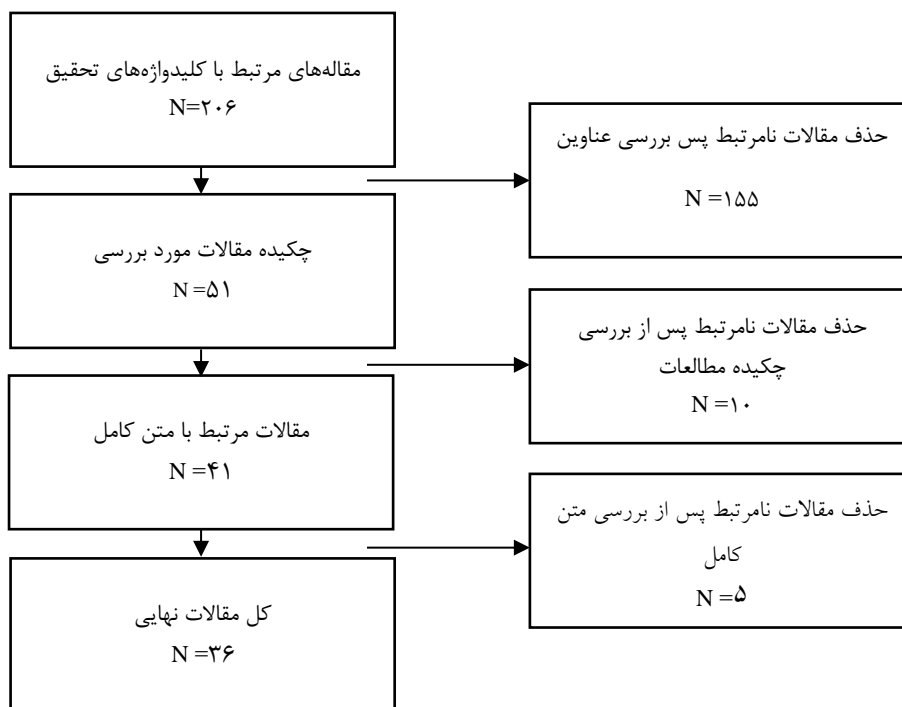 مقاله‌های مرتبط با کلیدواژه‌های تحقیق
N=۲۰۶
حذف مقالات نامرتبط پس بررسی عناوین
N =۱۵۵
چکیده مقالات مورد بررسی
N =۵۱
حذف مقالات نامرتبط پس از بررسی
چکیده مطالعات
N =۱۰
مقالات مرتبط با متن کامل
N =۴۱
حذف مقالات نامرتبط پس از بررسی متن
کامل
N =۵
کل مقالات نهایی
N =۳۶